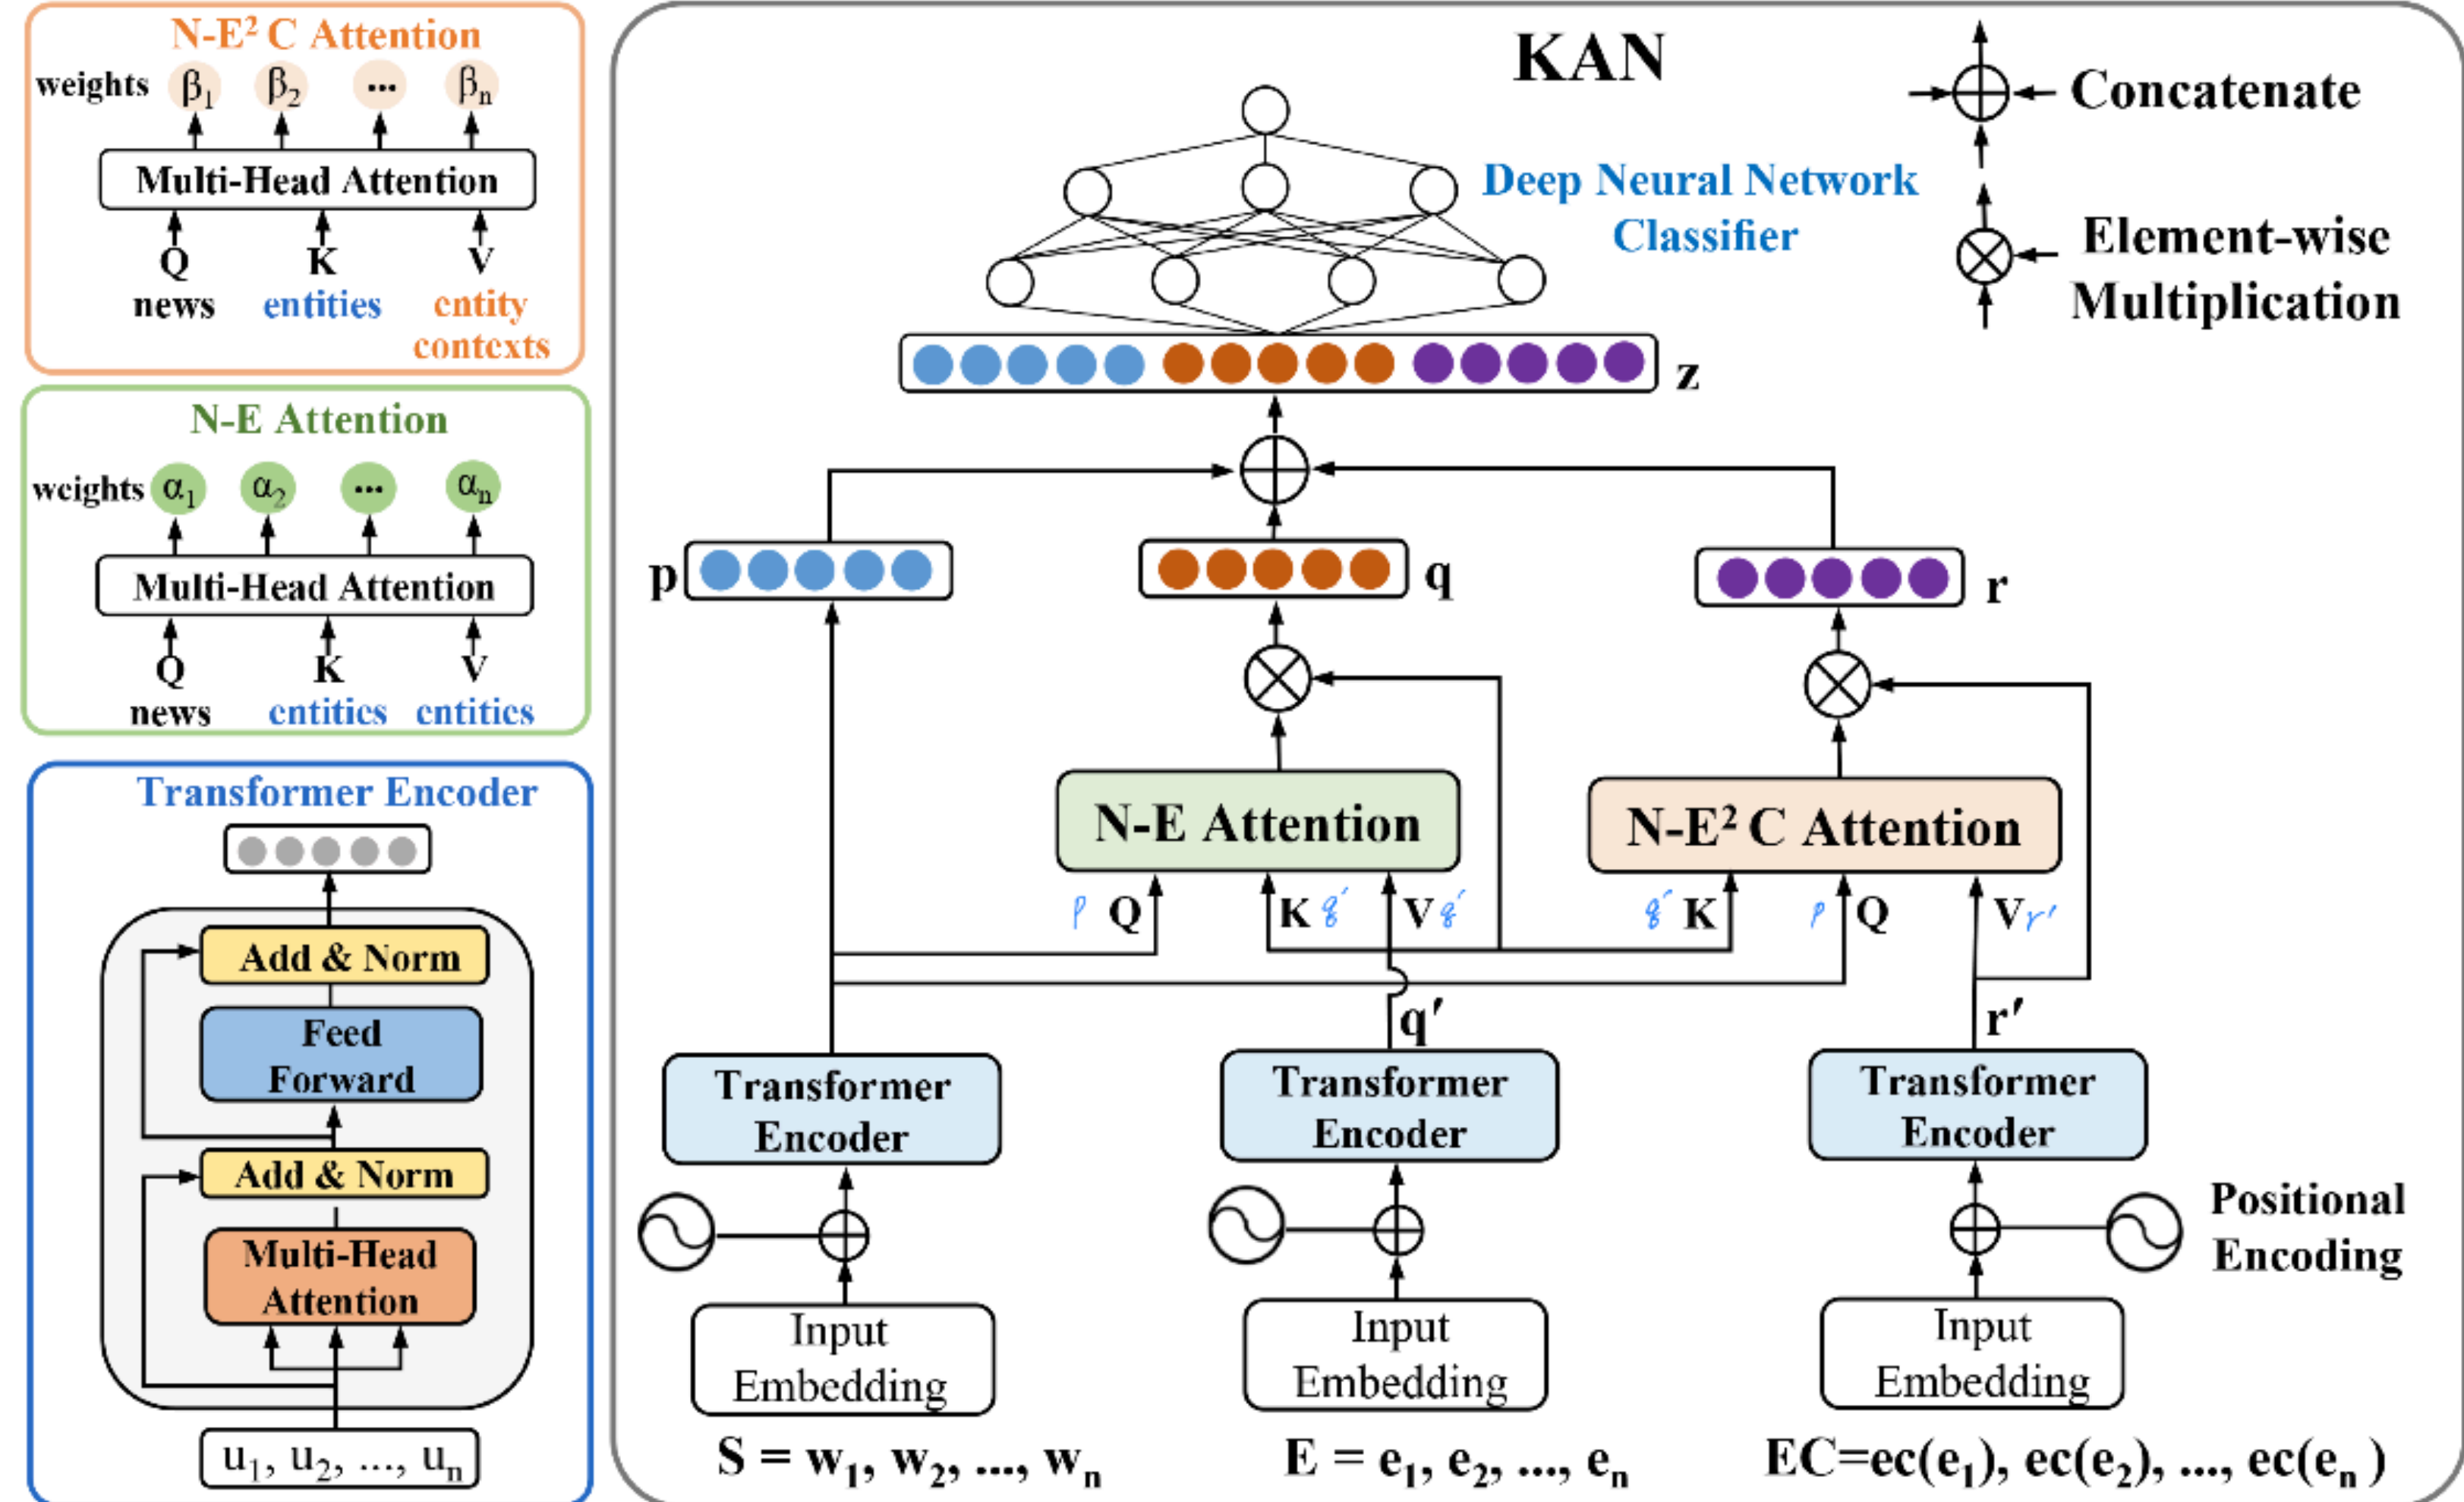 N-E² C Attention
weights β₁ β₂ ... βₙ
Multi-Head Attention
Q K V
news entities entity
contexts
N-E Attention
weights α₁ α₂ ... αₙ
Multi-Head Attention
Q K V
news entities entities
Transformer Encoder
Add & Norm
Feed
Forward
Add & Norm
Multi-Head
Attention
u₁, u₂, ..., uₙ
KAN
Concatenate
Element-wise
Multiplication
Deep Neural Network
Classifier
z
p
q
r
N-E Attention
N-E² C Attention
p Q K q′ V q′
q′ K p Q V r′
q′
r′
Transformer
Encoder
Transformer
Encoder
Transformer
Encoder
Positional
Encoding
Input
Embedding
Input
Embedding
Input
Embedding
S = w₁, w₂, ..., wₙ
E = e₁, e₂, ..., eₙ
EC=ec(e₁), ec(e₂), ..., ec(eₙ )